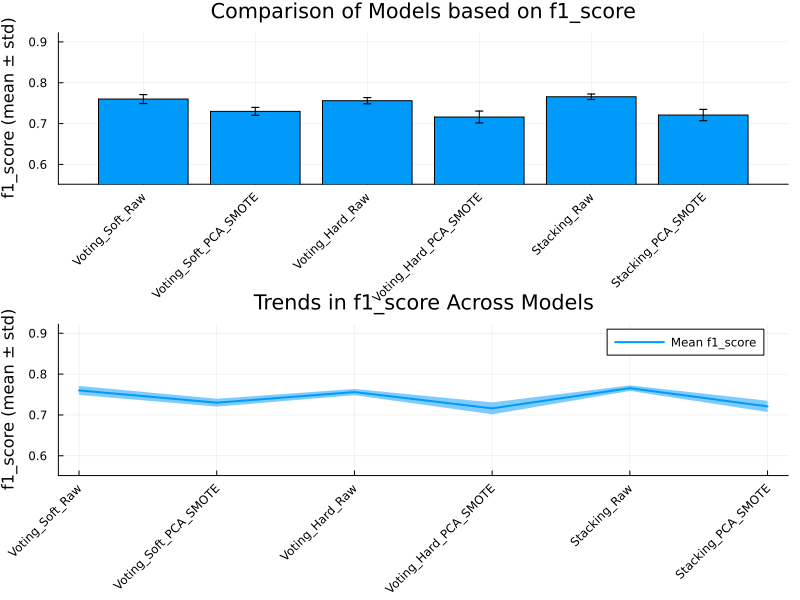 Comparison of Models based on f1_score
f1_score (mean ± std)
0.9
0.8
0.7
0.6
Voting_Soft_Raw
Voting_Soft_PCA_SMOTE
Voting_Hard_Raw
Voting_Hard_PCA_SMOTE
Stacking_Raw
Stacking_PCA_SMOTE
Trends in f1_score Across Models
f1_score (mean ± std)
0.9
0.8
0.7
0.6
Mean f1_score
Voting_Soft_Raw
Voting_Soft_PCA_SMOTE
Voting_Hard_Raw
Voting_Hard_PCA_SMOTE
Stacking_Raw
Stacking_PCA_SMOTE